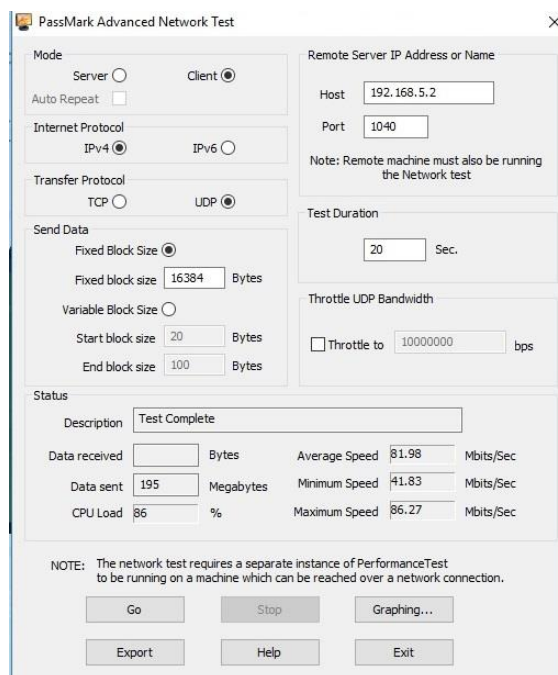 PassMark Advanced Network Test
Mode
Server
Client
Auto Repeat
Internet Protocol
IPv4
IPv6
Transfer Protocol
TCP
UDP
Send Data
Fixed Block Size
Fixed block size 16384 Bytes
Variable Block Size
Start block size 20 Bytes
End block size 100 Bytes
Remote Server IP Address or Name
Host 192.168.5.2
Port 1040
Note: Remote machine must also be running
the Network test
Test Duration
20 Sec.
Throttle UDP Bandwidth
Throttle to 10000000 bps
Status
Description Test Complete
Data received Bytes Average Speed 81.98 Mbits/Sec
Data sent 195 Megabytes Minimum Speed 41.83 Mbits/Sec
CPU Load 86 % Maximum Speed 86.27 Mbits/Sec
NOTE: The network test requires a separate instance of PerformanceTest
to be running on a machine which can be reached over a network connection.
Go Stop Graphing...
Export Help Exit